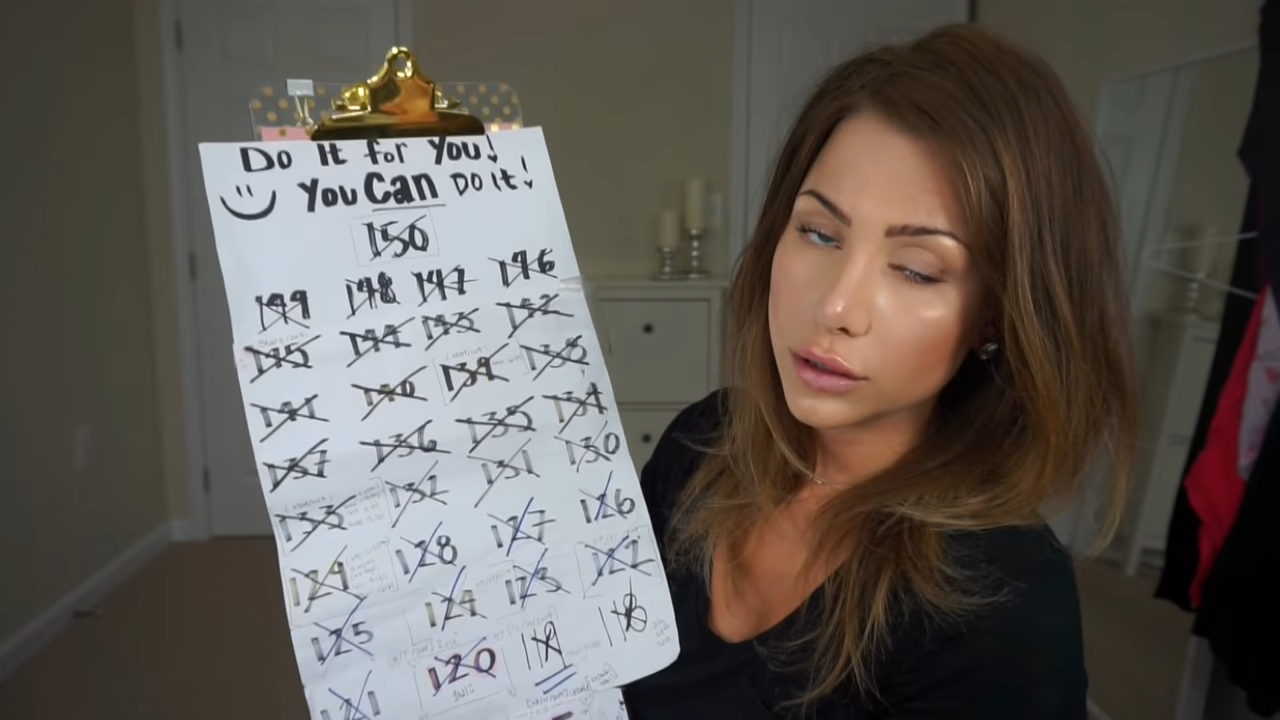 Do It for You!
You Can Do It!
150
149 148 147 146
145 144 143 142
141 140 139 138
137 136 135 134
133 132 131 130
129 128 127 126
125 124 123 122
121 120 119 118